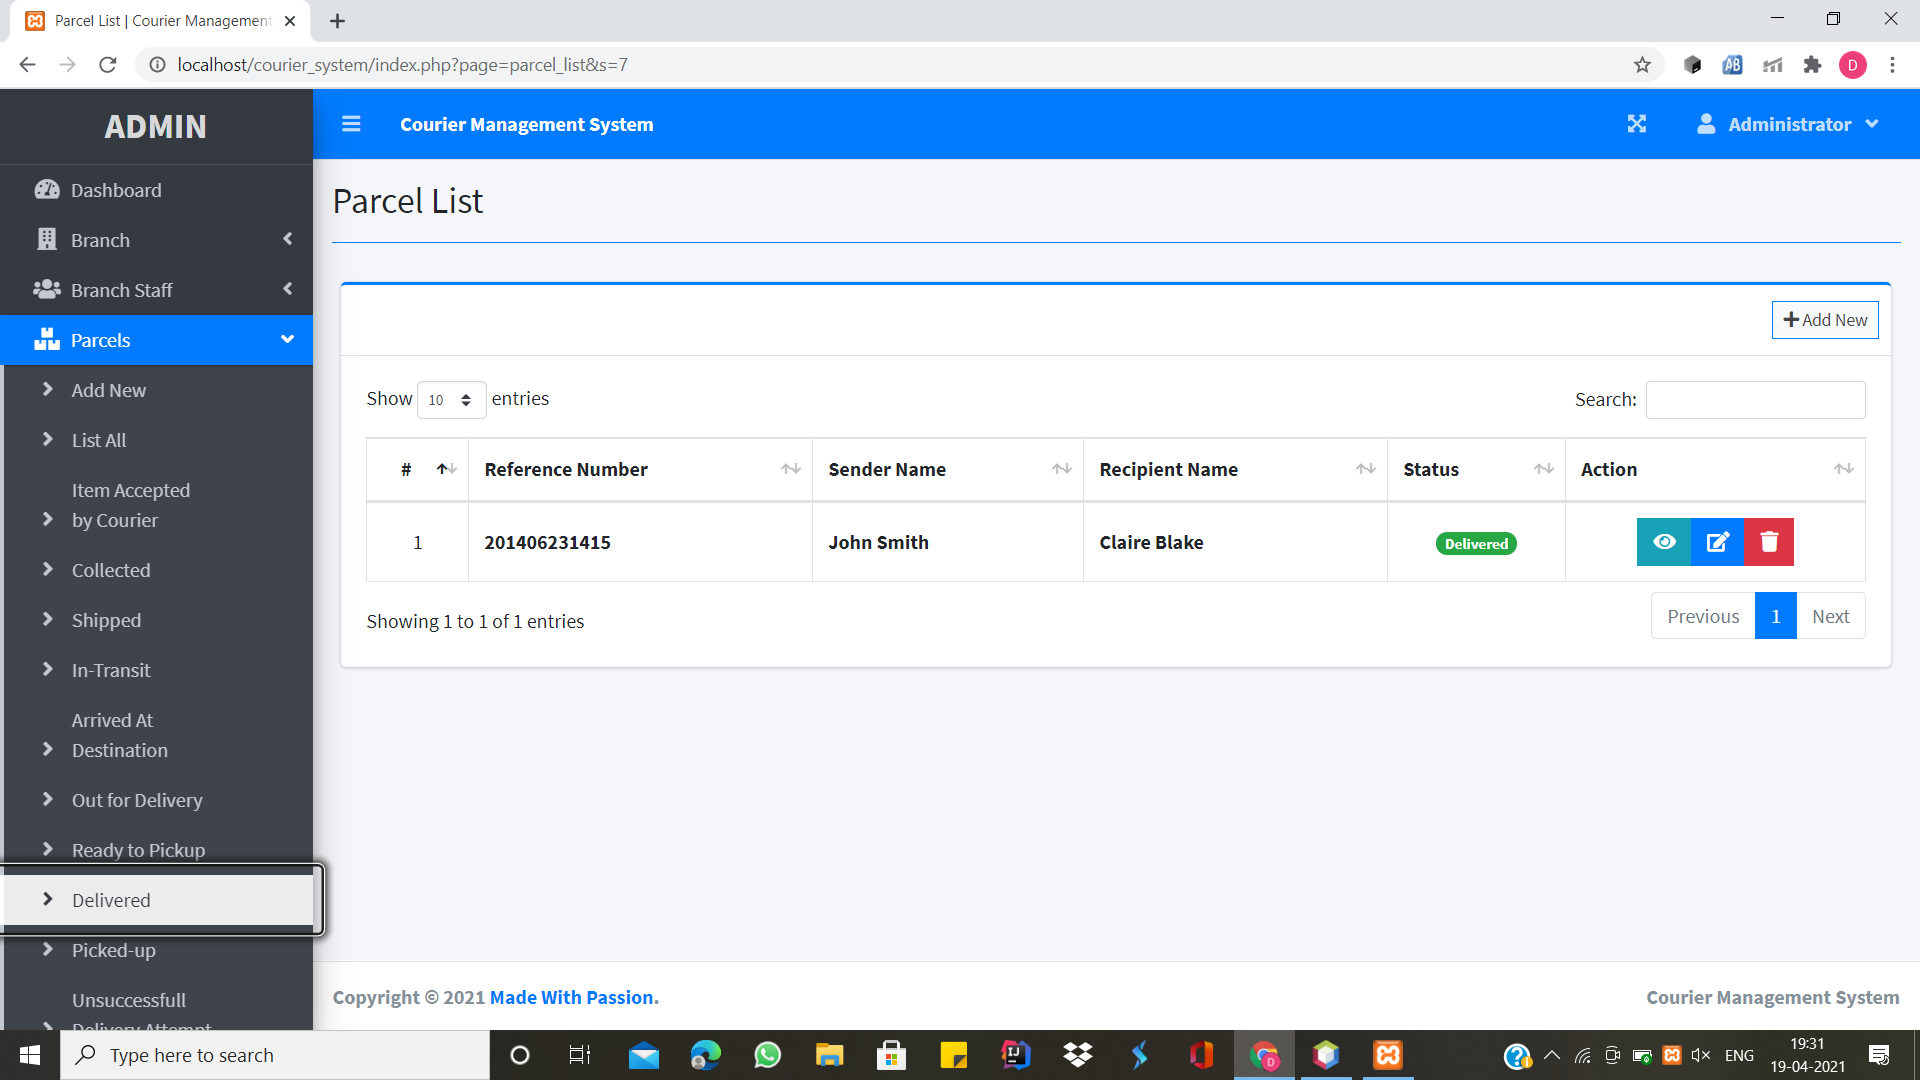 Parcel List | Courier Management
localhost/courier_system/index.php?page=parcel_list&s=7
AB
D
ADMIN
Courier Management System
Administrator
Dashboard
Branch
Branch Staff
Parcels
Add New
List All
Item Accepted
by Courier
Collected
Shipped
In-Transit
Arrived At
Destination
Out for Delivery
Ready to Pickup
Delivered
Picked-up
Unsuccessfull
Delivery Attempt
Parcel List
Add New
Show 10 entries
Search:
# Reference Number Sender Name Recipient Name Status Action
1 201406231415 John Smith Claire Blake Delivered
Showing 1 to 1 of 1 entries
Previous 1 Next
Copyright © 2021 Made With Passion.
Courier Management System
Type here to search
ENG
19:31
19-04-2021